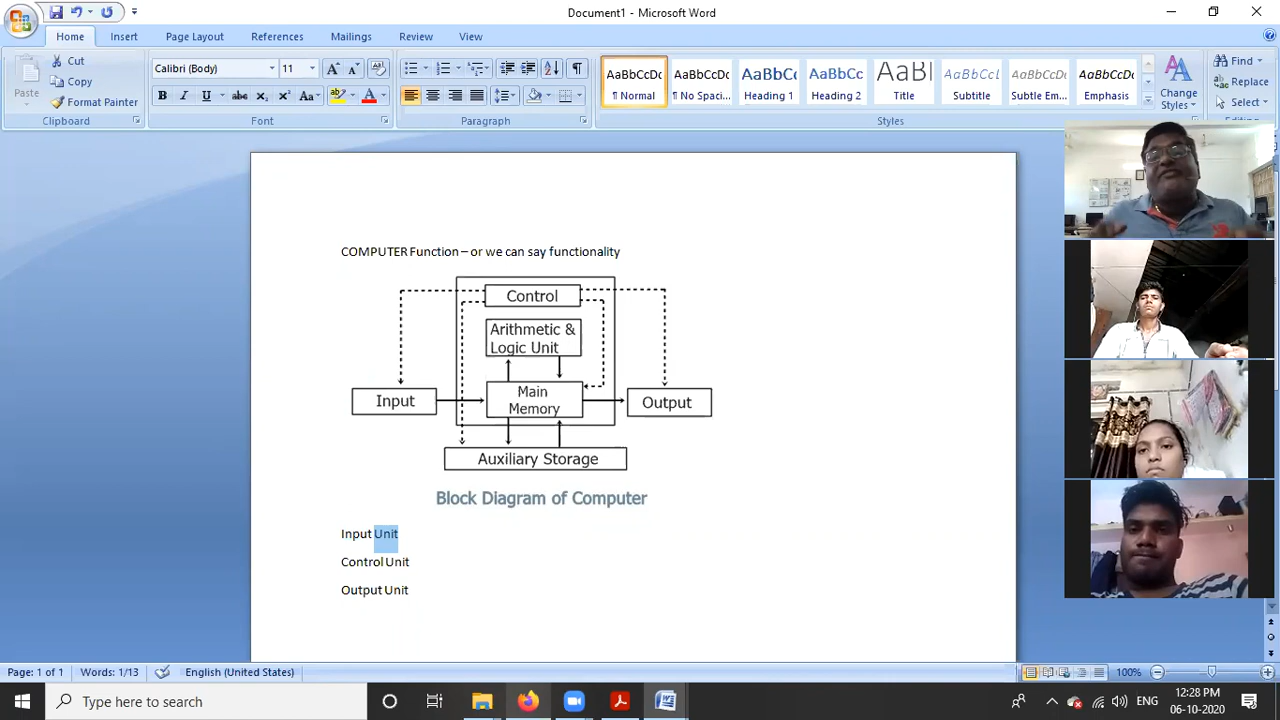 Document1 - Microsoft Word
Home Insert Page Layout References Mailings Review View
Paste
Cut
Copy
Format Painter
Clipboard
Calibri (Body) 11
Font
Paragraph
AaBbCcDc AaBbCcDc AaBbC AaBbCc AaB AaBbCcL AaBbCcDc AaBbCcDc
¶ Normal ¶ No Spaci... Heading 1 Heading 2 Title Subtitle Subtle Em... Emphasis
Change
Styles
Styles
Find
Replace
Select
COMPUTER Function – or we can say functionality
Control
Arithmetic &
Logic Unit
Input
Main
Memory
Output
Auxiliary Storage
Block Diagram of Computer
Input Unit
Control Unit
Output Unit
Page: 1 of 1 Words: 1/13 English (United States) 100%
Type here to search
ENG
12:28 PM
06-10-2020